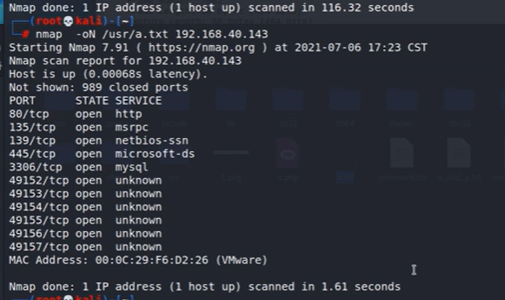 Nmap done: 1 IP address (1 host up) scanned in 116.32 seconds
┌──(root💀kali)-[~]
└─# nmap  -oN /usr/a.txt 192.168.40.143
Starting Nmap 7.91 ( https://nmap.org ) at 2021-07-06 17:23 CST
Nmap scan report for 192.168.40.143
Host is up (0.00068s latency).
Not shown: 989 closed ports
PORT      STATE SERVICE
80/tcp    open  http
135/tcp   open  msrpc
139/tcp   open  netbios-ssn
445/tcp   open  microsoft-ds
3306/tcp  open  mysql
49152/tcp open  unknown
49153/tcp open  unknown
49154/tcp open  unknown
49155/tcp open  unknown
49156/tcp open  unknown
49157/tcp open  unknown
MAC Address: 00:0C:29:F6:D2:26 (VMware)
Nmap done: 1 IP address (1 host up) scanned in 1.61 seconds
┌──(root💀kali)-[~]